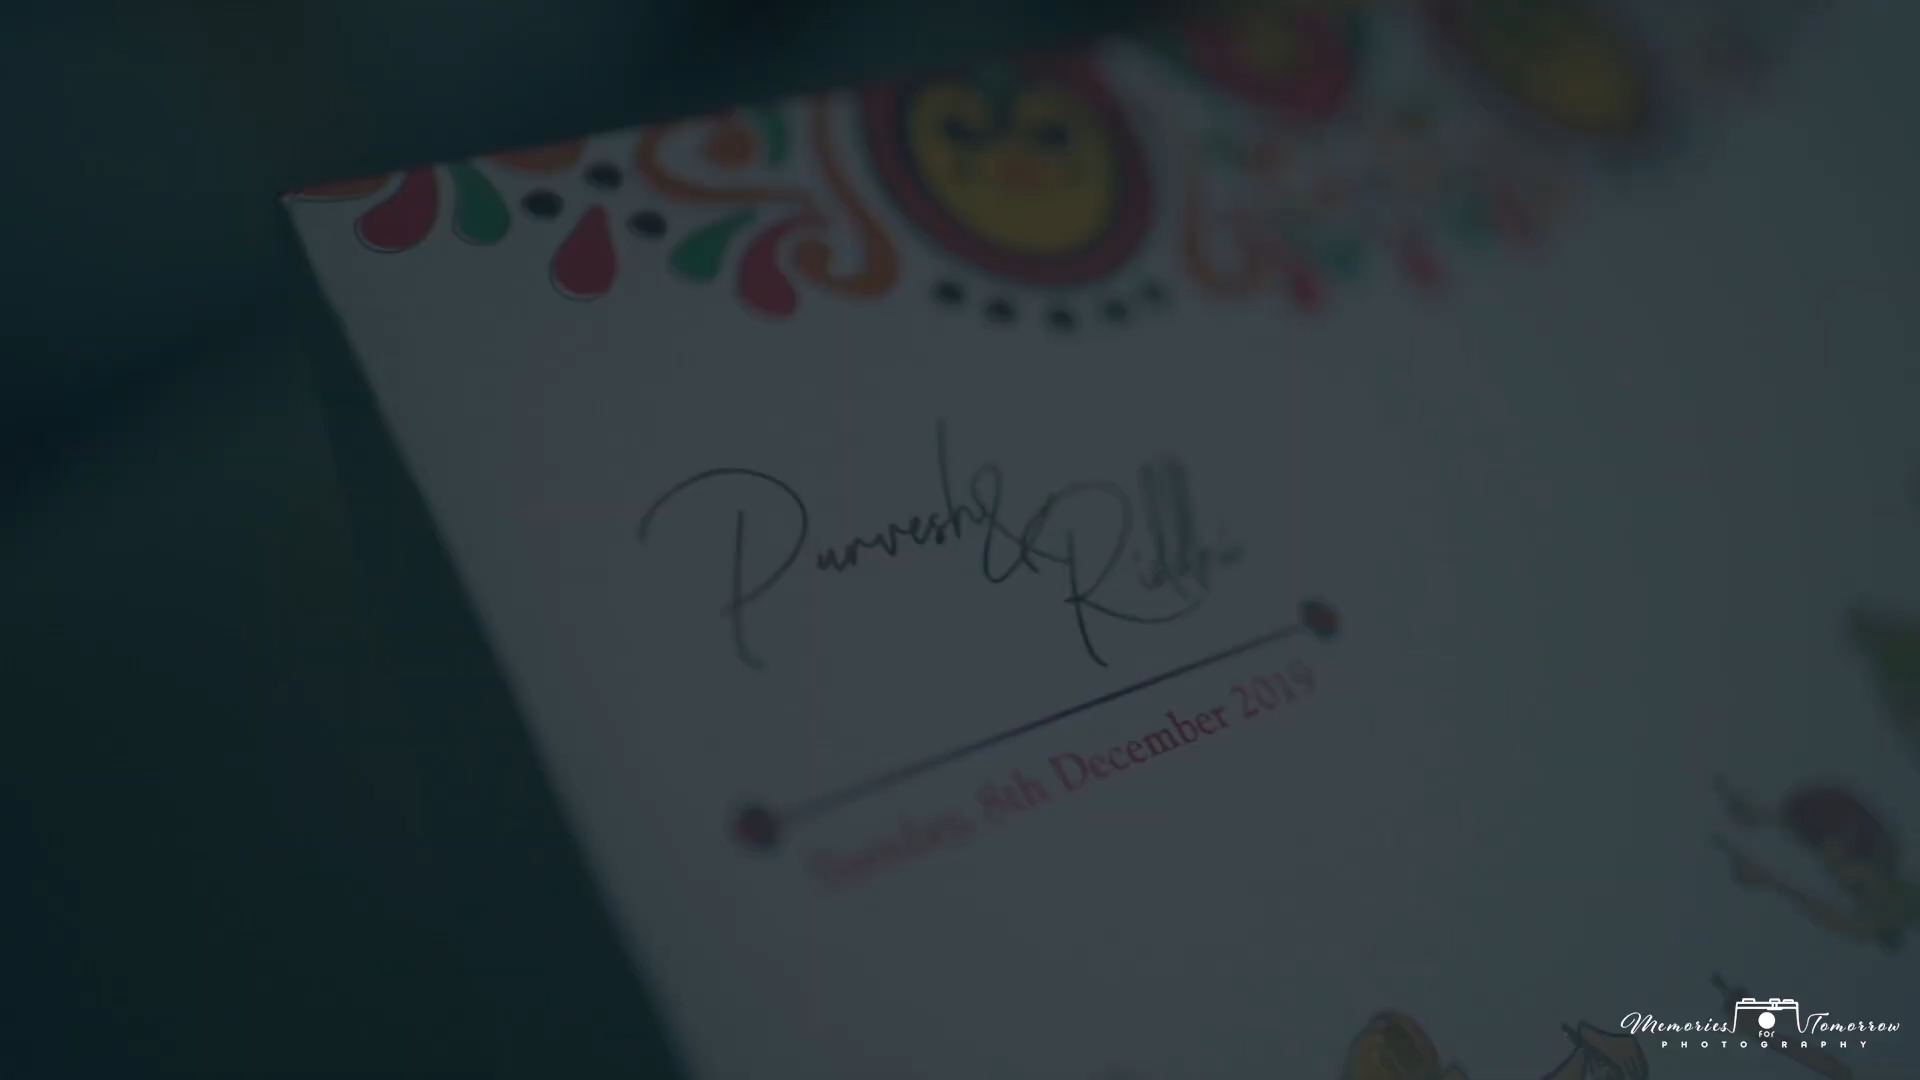 Purvesh & Riddhi
Sunday, 8th December 2019
Memories for Tomorrow
PHOTOGRAPHY